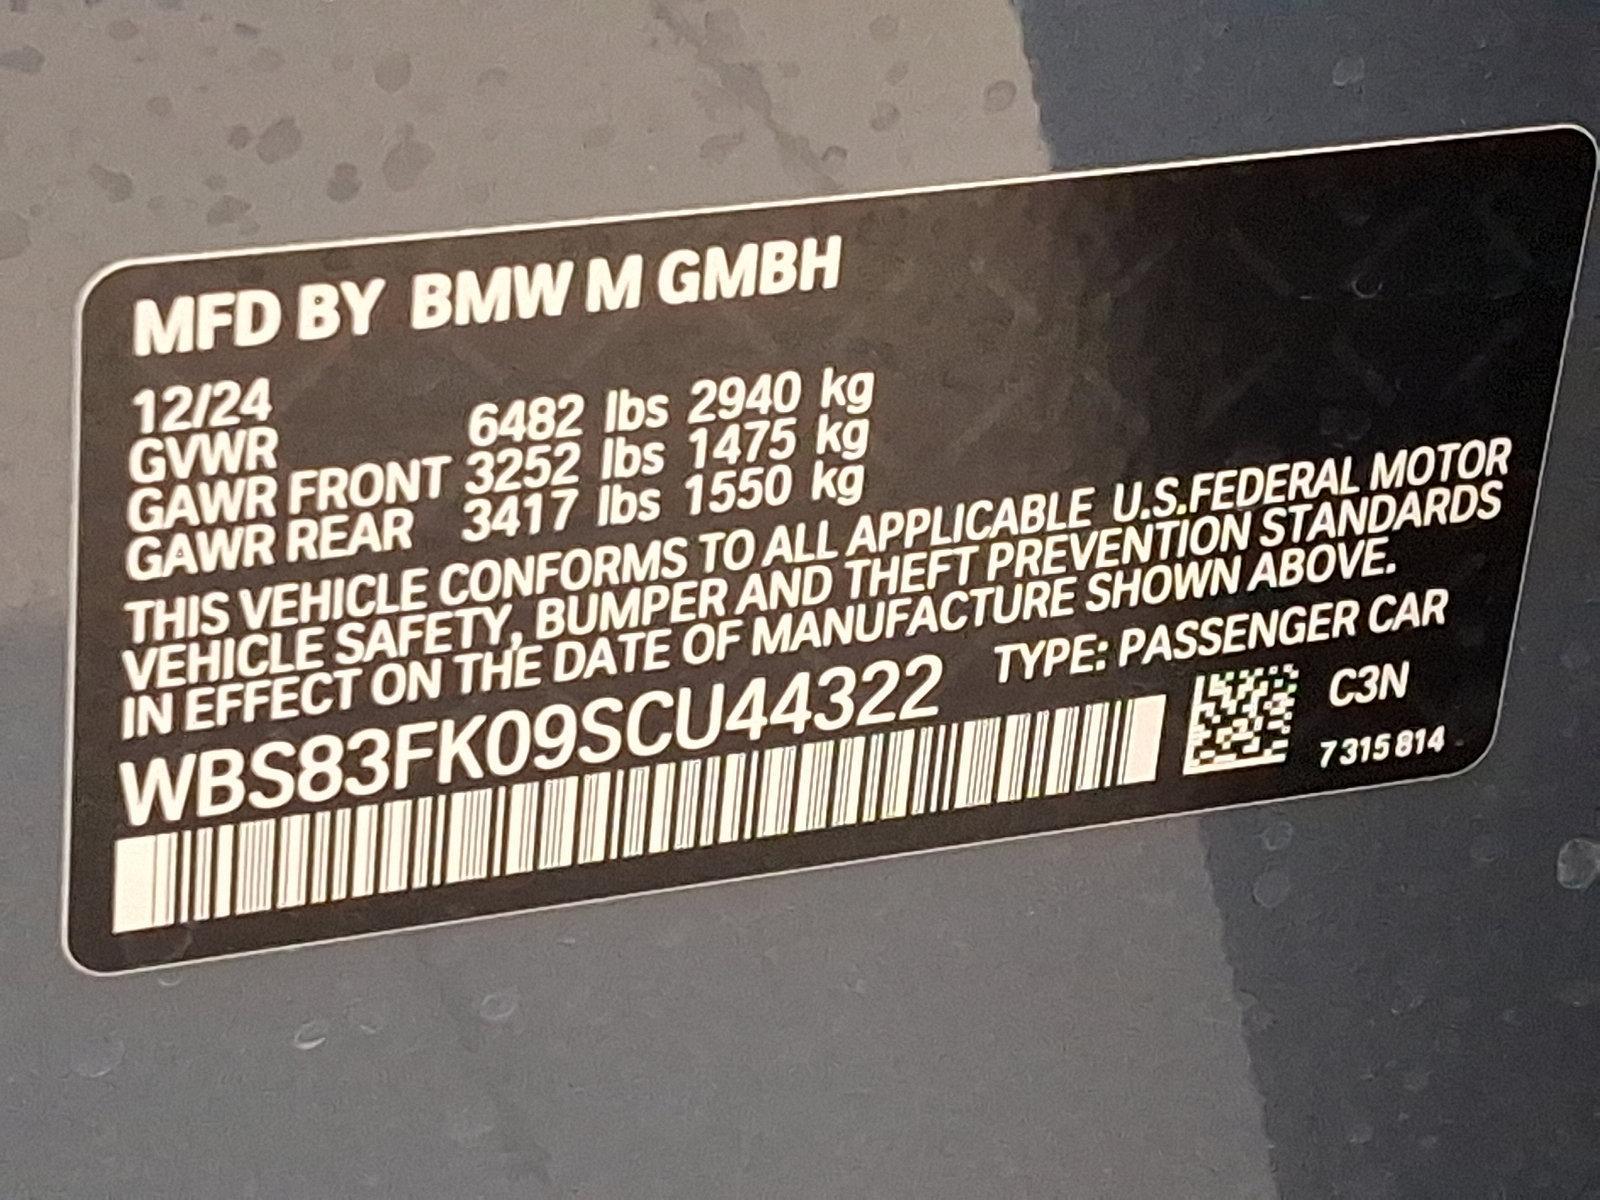 MFD BY BMW M GMBH
12/24
GVWR 6482 lbs 2940 kg
GAWR FRONT 3252 lbs 1475 kg
GAWR REAR 3417 lbs 1550 kg
THIS VEHICLE CONFORMS TO ALL APPLICABLE U.S.FEDERAL MOTOR
VEHICLE SAFETY, BUMPER AND THEFT PREVENTION STANDARDS
IN EFFECT ON THE DATE OF MANUFACTURE SHOWN ABOVE.
WBS83FK09SCU44322 TYPE: PASSENGER CAR
C3N
7 315 814